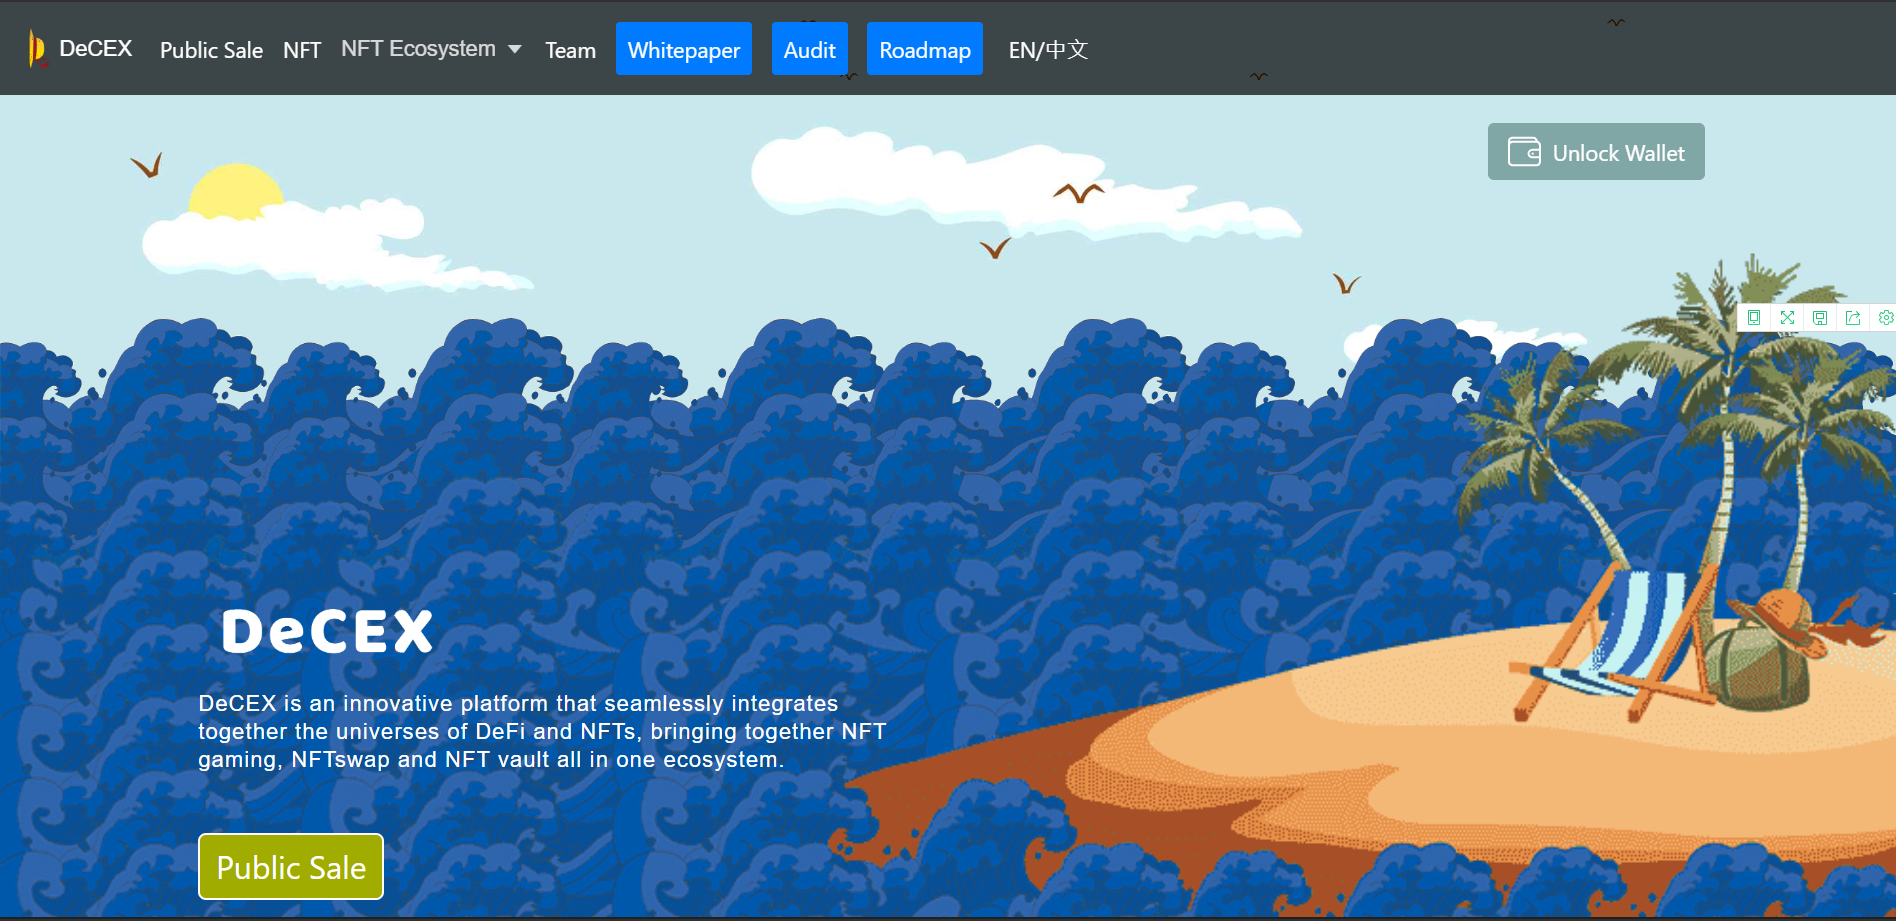 DeCEX
Public Sale
NFT
NFT Ecosystem
Team
Whitepaper
Audit
Roadmap
EN/中文
Unlock Wallet
DeCEX
DeCEX is an innovative platform that seamlessly integrates
together the universes of DeFi and NFTs, bringing together NFT
gaming, NFTswap and NFT vault all in one ecosystem.
Public Sale